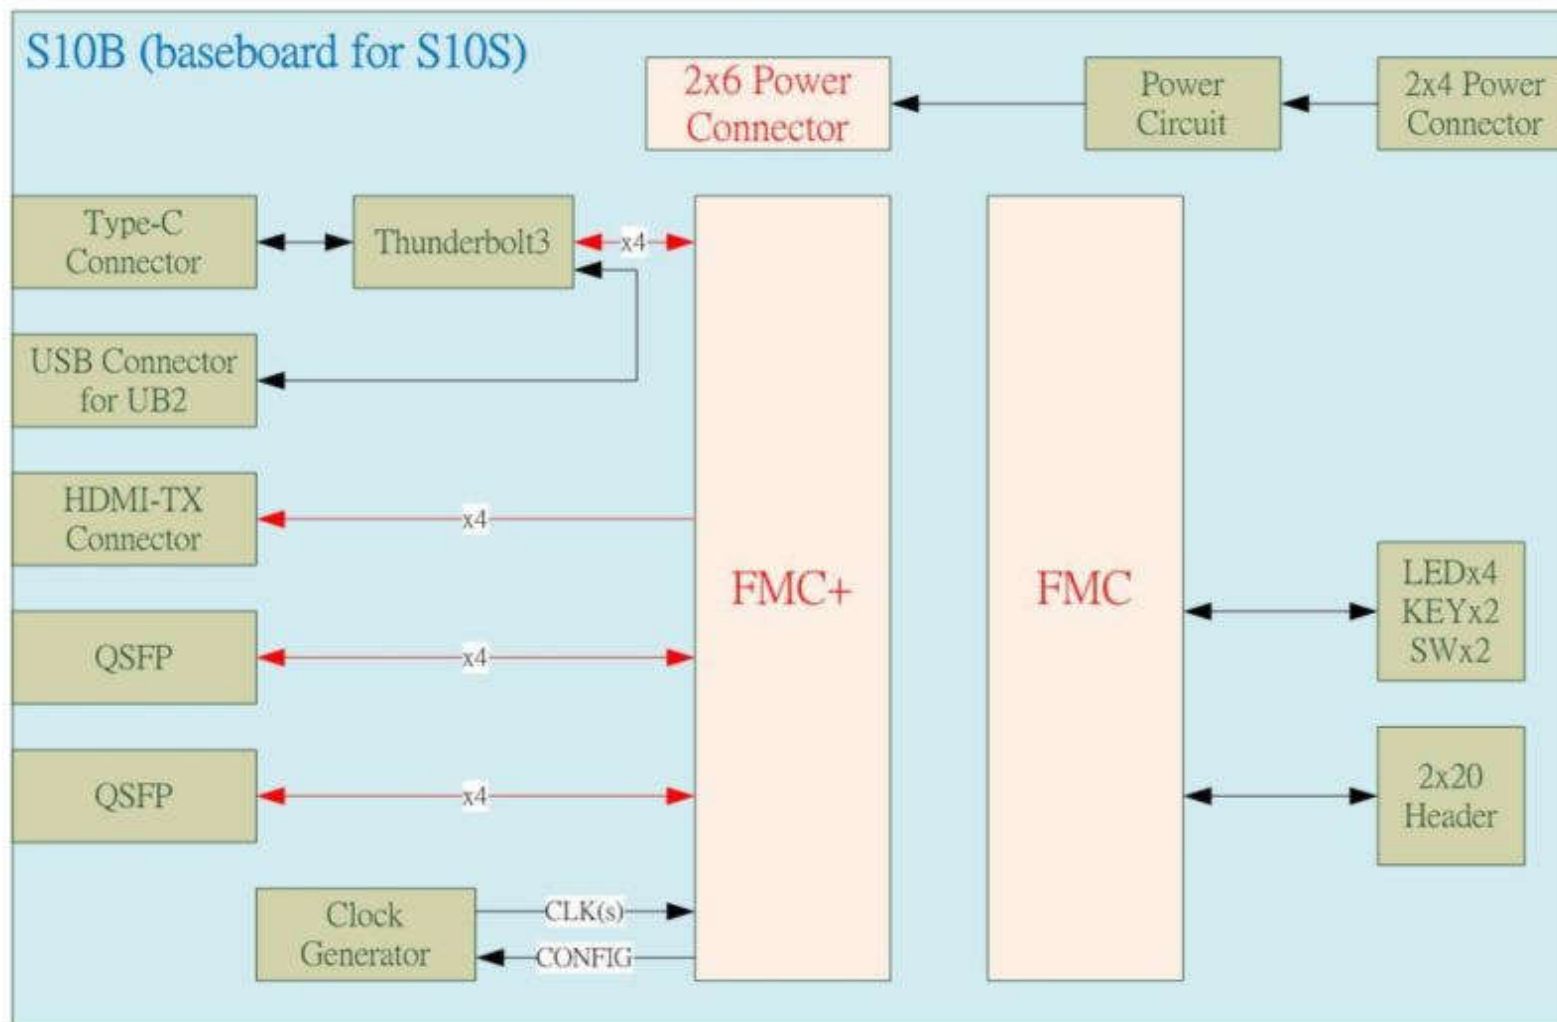 S10B (baseboard for S10S)
2x6 Power
Connector
Power
Circuit
2x4 Power
Connector
Type-C
Connector
Thunderbolt3
x4
USB Connector
for UB2
HDMI-TX
Connector
x4
FMC+
FMC
LEDx4
KEYx2
SWx2
QSFP
x4
QSFP
x4
2x20
Header
Clock
Generator
CLK(s)
CONFIG